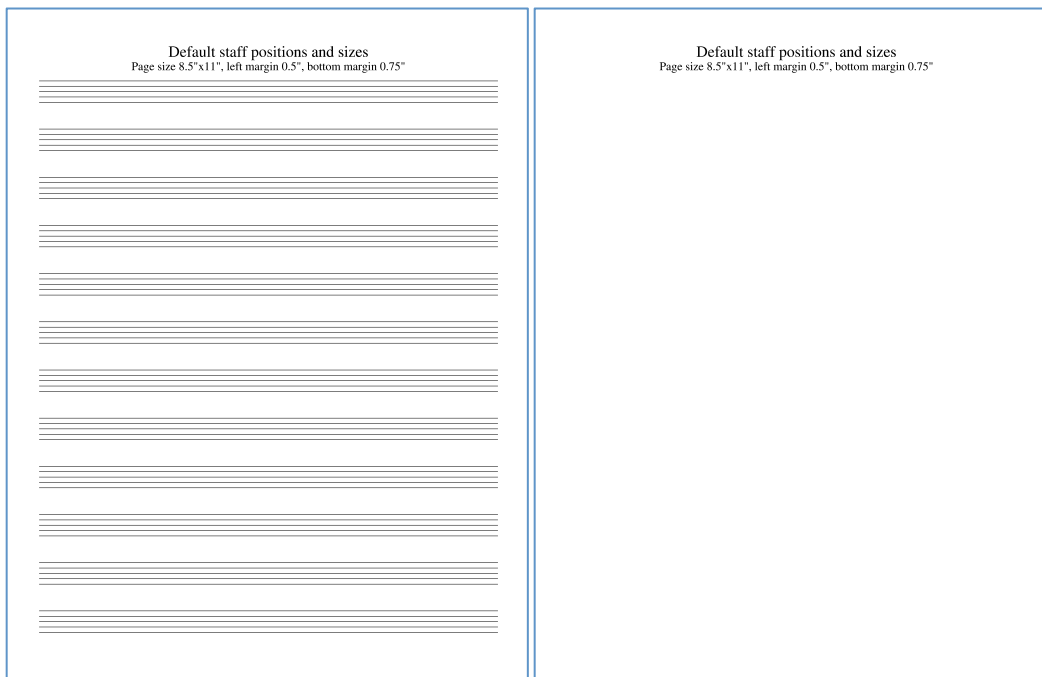 Default staff positions and sizes
Page size 8.5"x11", left margin 0.5", bottom margin 0.75"
Default staff positions and sizes
Page size 8.5"x11", left margin 0.5", bottom margin 0.75"